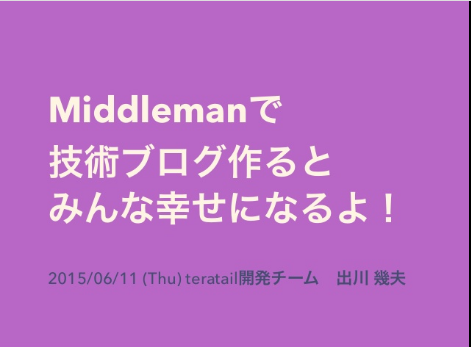 Middlemanで
技術ブログ作ると
みんな幸せになるよ！
2015/06/11 (Thu) teratail開発チーム　出川 幾夫